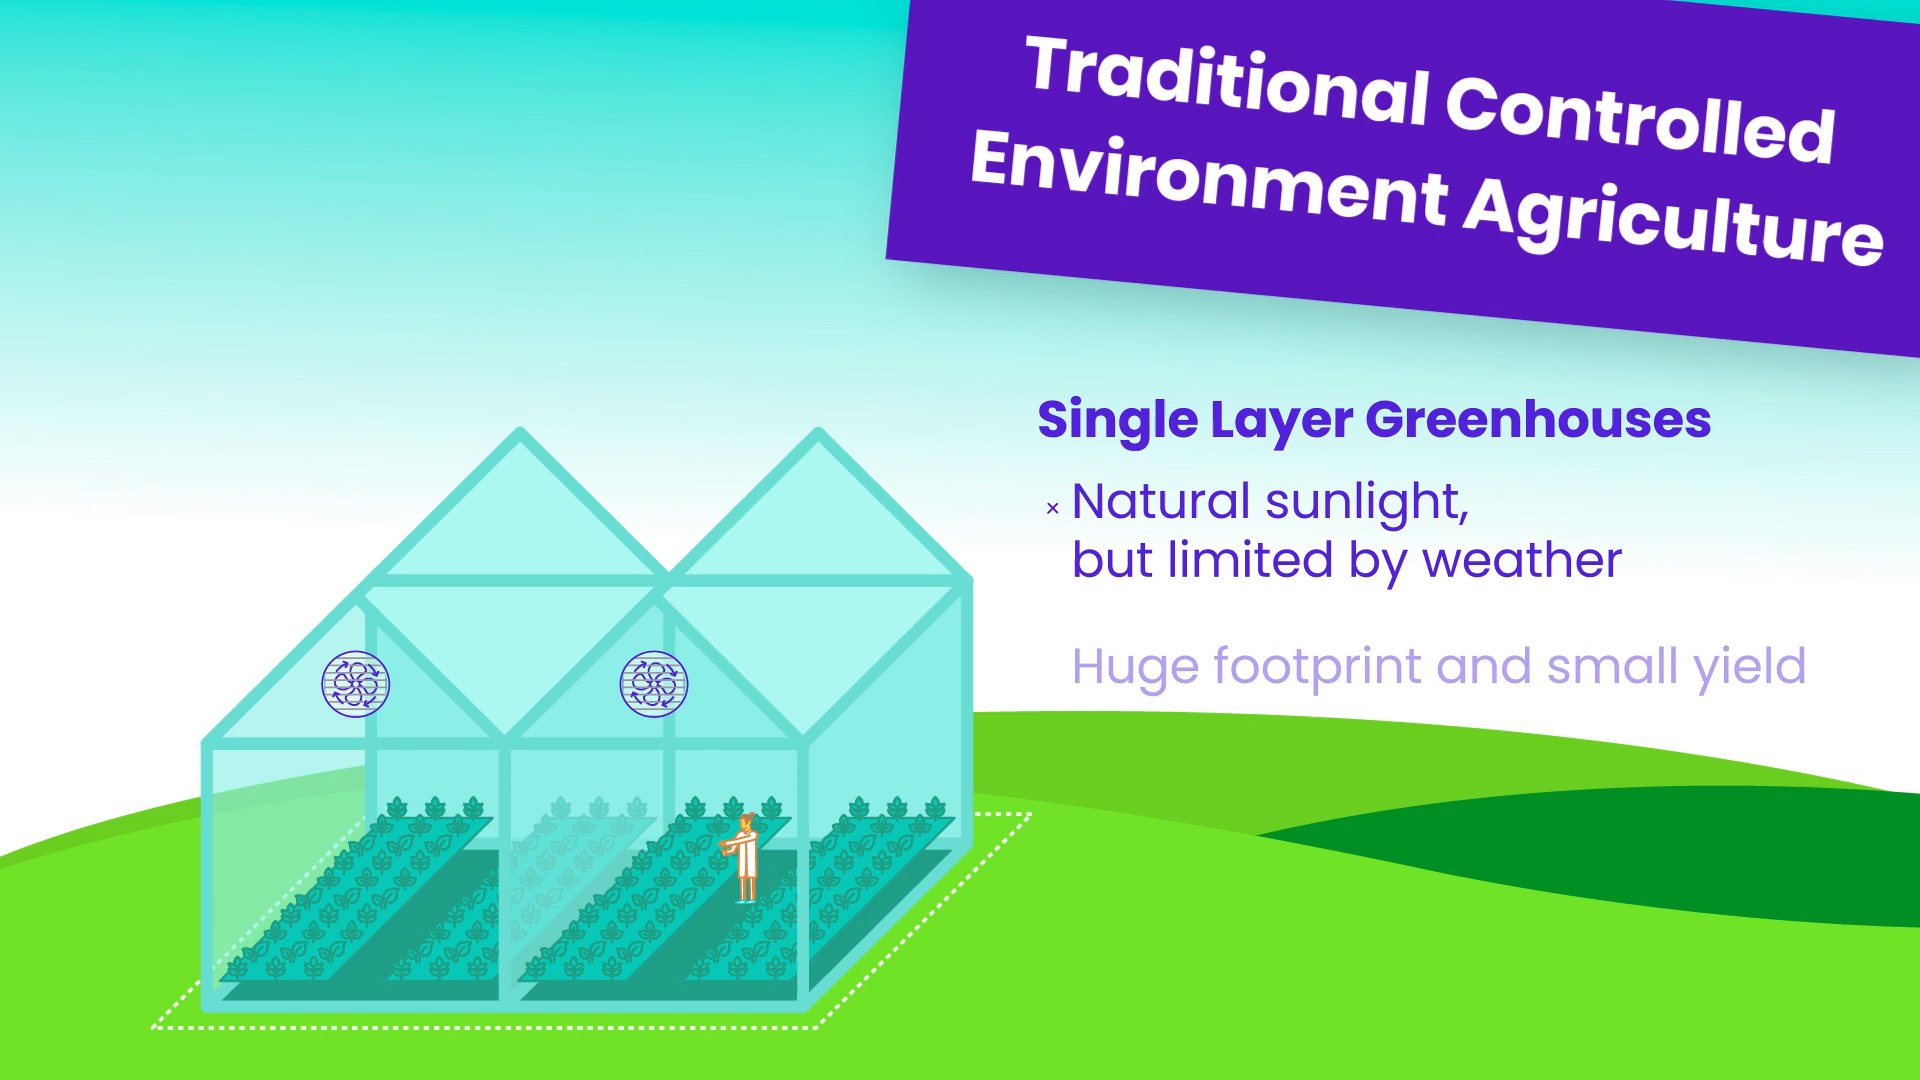 Traditional Controlled
Environment Agriculture
Single Layer Greenhouses
× Natural sunlight,
but limited by weather
Huge footprint and small yield